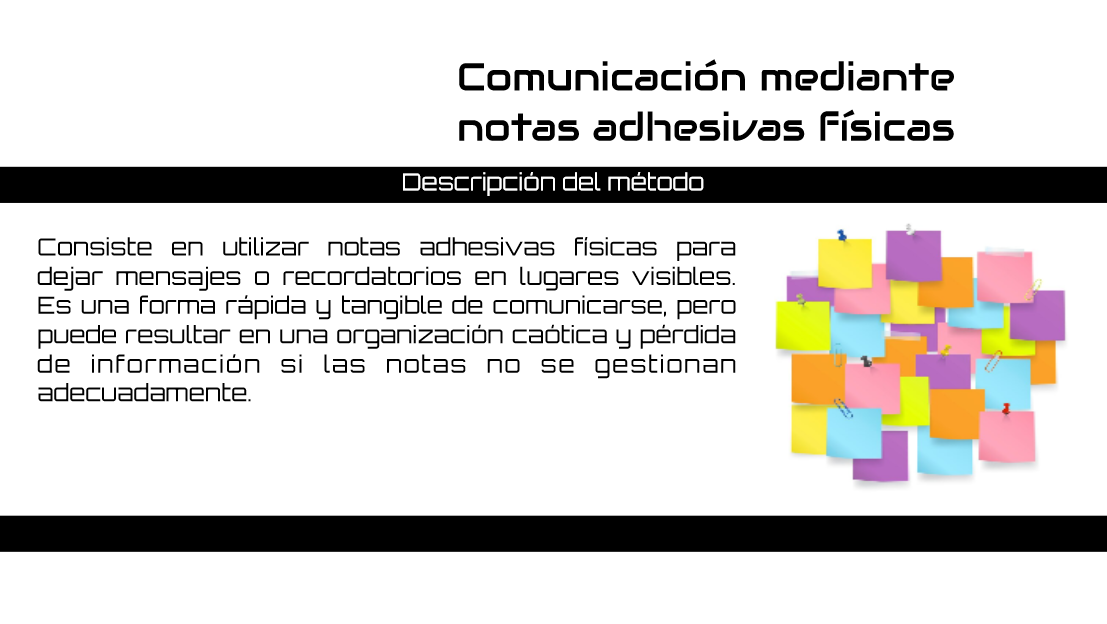 Comunicación mediante
notas adhesivas físicas
Descripción del método
Consiste en utilizar notas adhesivas físicas para
dejar mensajes o recordatorios en lugares visibles.
Es una forma rápida y tangible de comunicarse, pero
puede resultar en una organización caótica y pérdida
de información si las notas no se gestionan
adecuadamente.